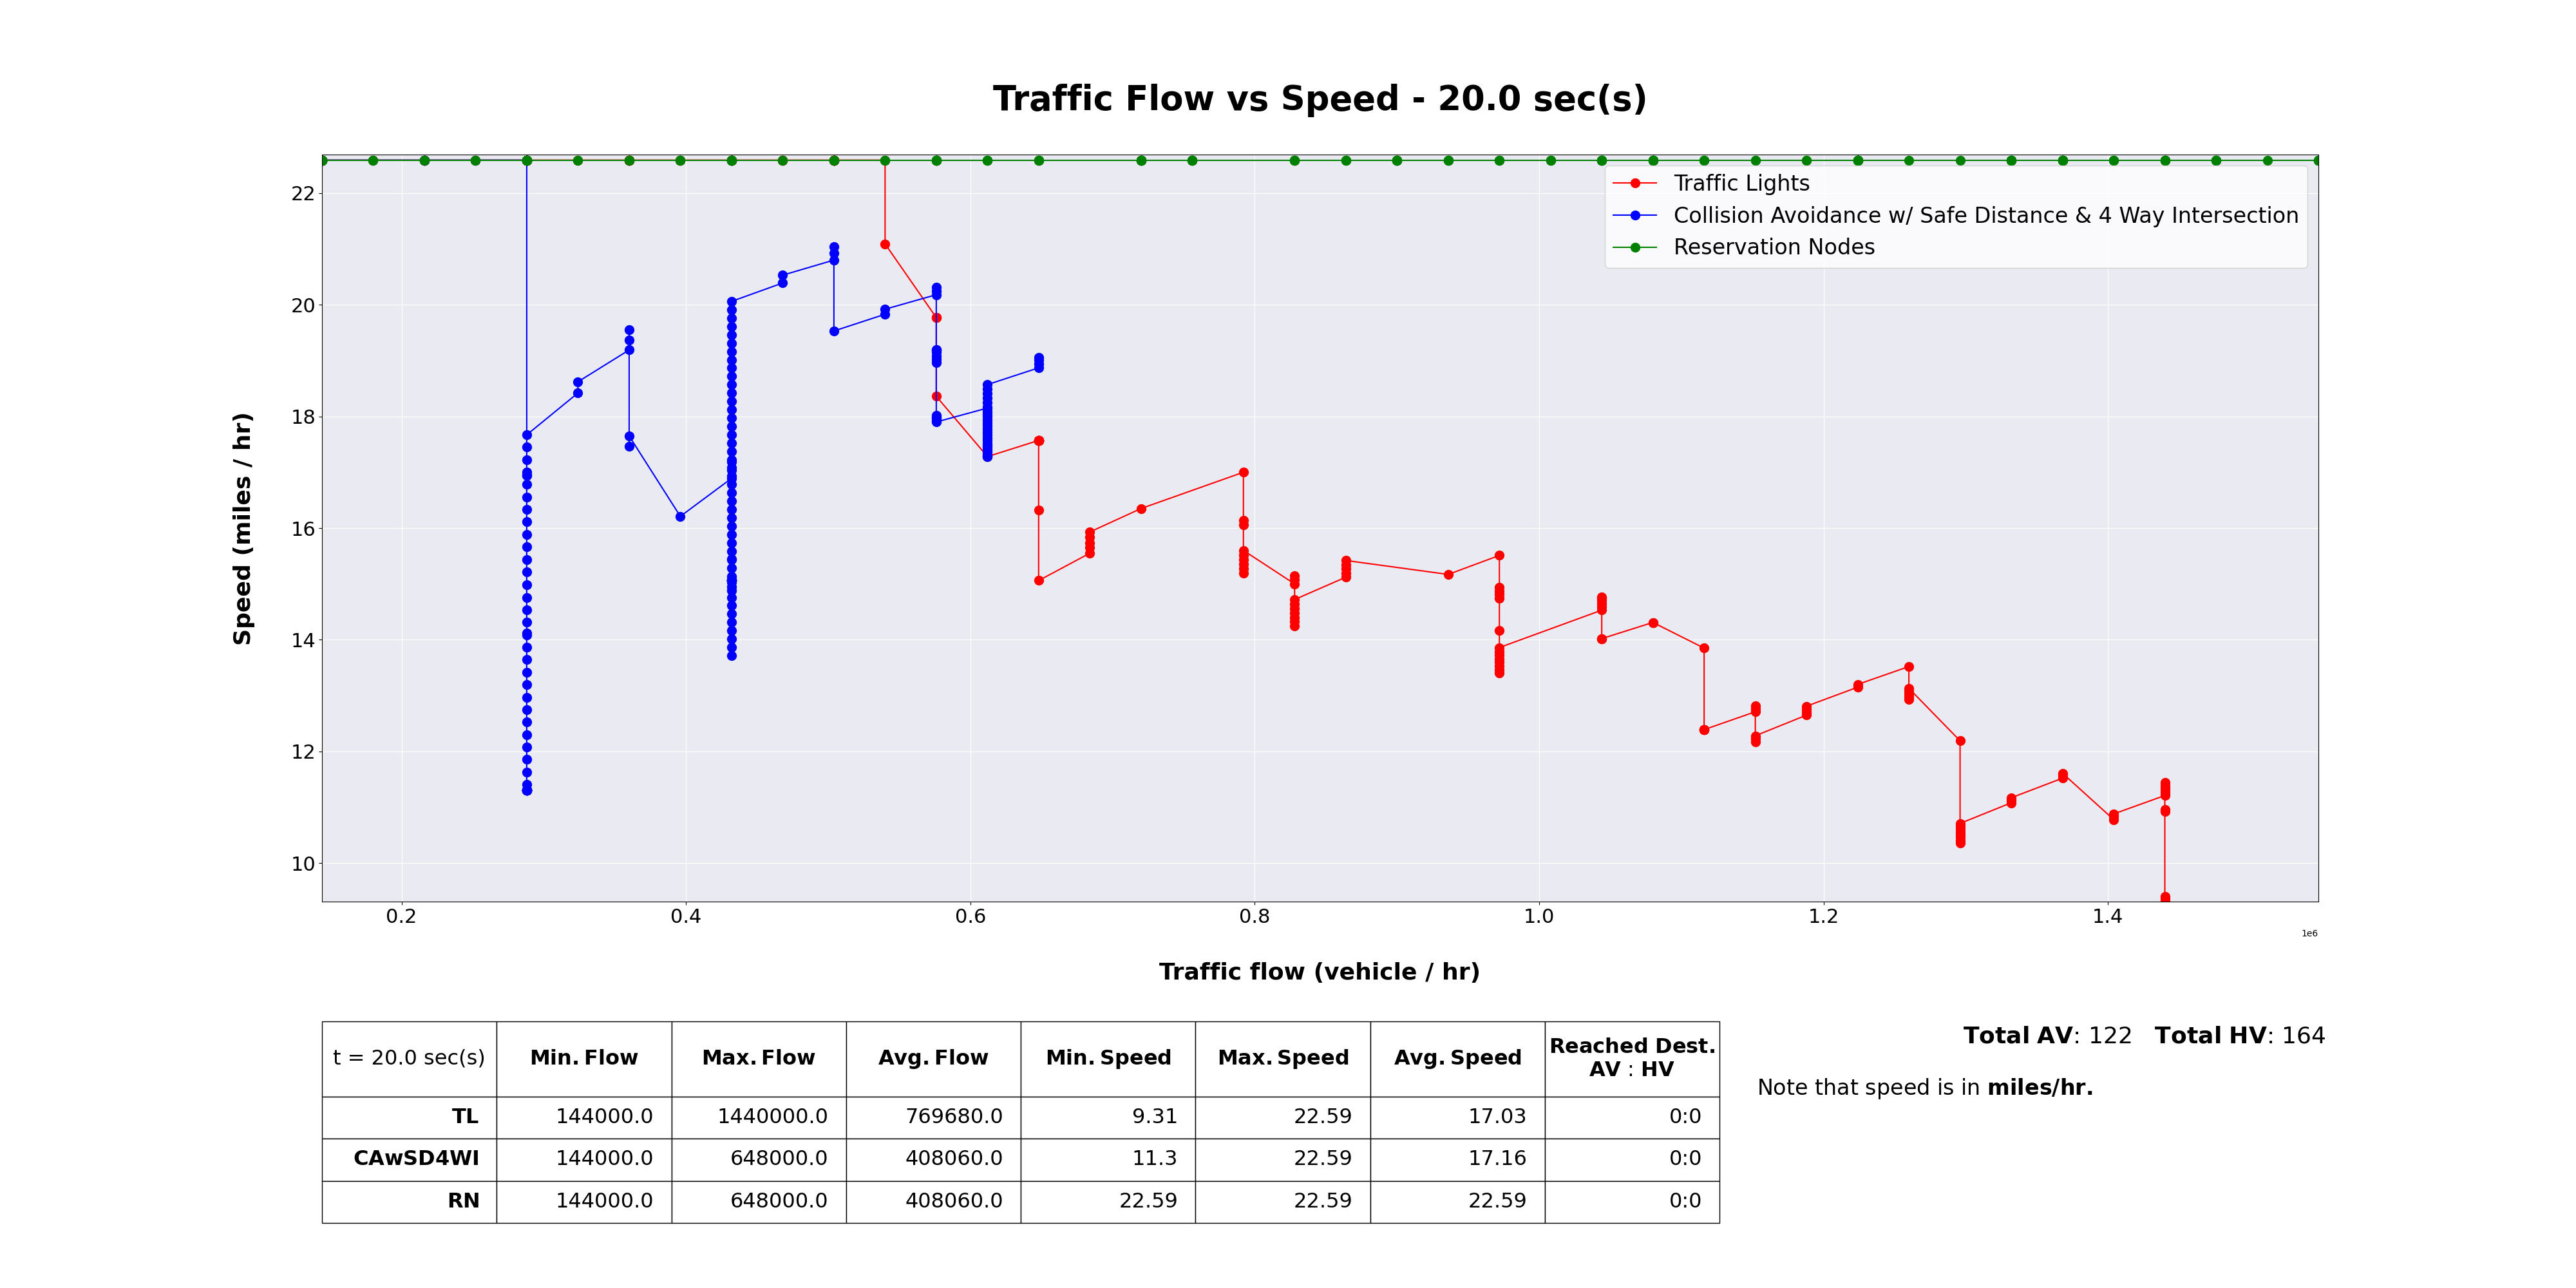 Traffic Flow vs Speed - 20.0 sec(s)
Traffic Lights
Collision Avoidance w/ Safe Distance & 4 Way Intersection
Reservation Nodes
Speed (miles / hr)
22
20
18
16
14
12
10
0.2 0.4 0.6 0.8 1.0 1.2 1.4
1e6
Traffic flow (vehicle / hr)
t = 20.0 sec(s) Min. Flow Max. Flow Avg. Flow Min. Speed Max. Speed Avg. Speed Reached Dest.
AV : HV
TL 144000.0 1440000.0 769680.0 9.31 22.59 17.03 0:0
CAwSD4WI 144000.0 648000.0 408060.0 11.3 22.59 17.16 0:0
RN 144000.0 648000.0 408060.0 22.59 22.59 22.59 0:0
Total AV: 122 Total HV: 164
Note that speed is in miles/hr.